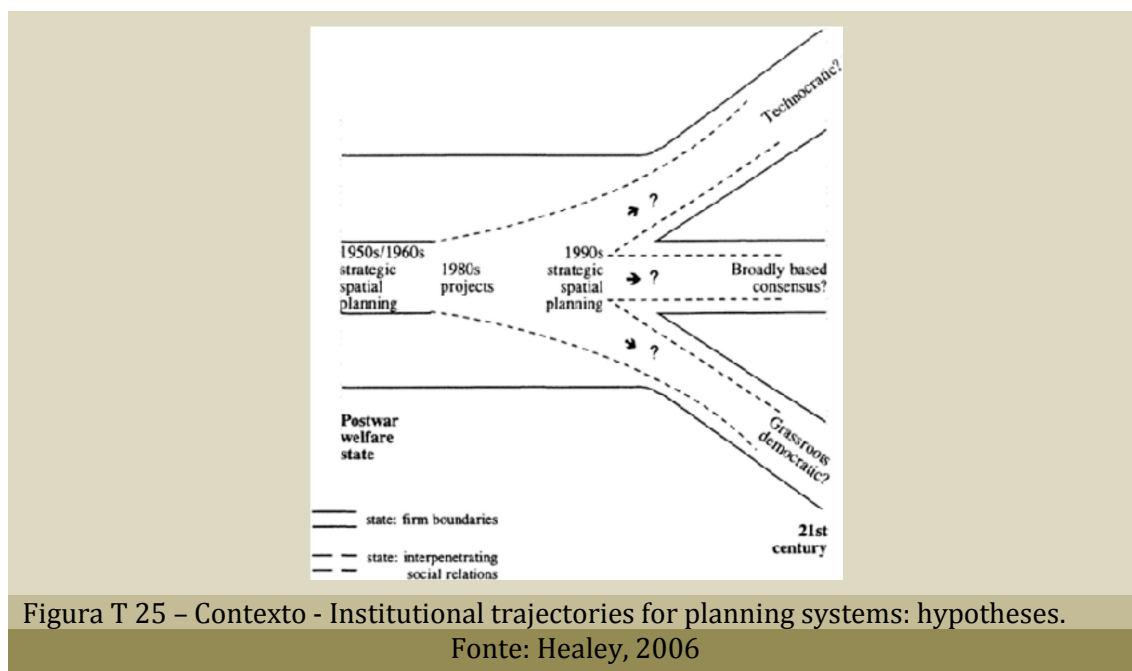 Technocratic?
1950s/1960s
strategic
spatial
planning
1980s
projects
1990s
strategic
spatial
planning
?
?
?
Broadly based
consensus?
Grassroots
democratic?
Postwar
welfare
state
state: firm boundaries
state: interpenetrating
social relations
21st
century
Figura T 25 – Contexto - Institutional trajectories for planning systems: hypotheses.
Fonte: Healey, 2006